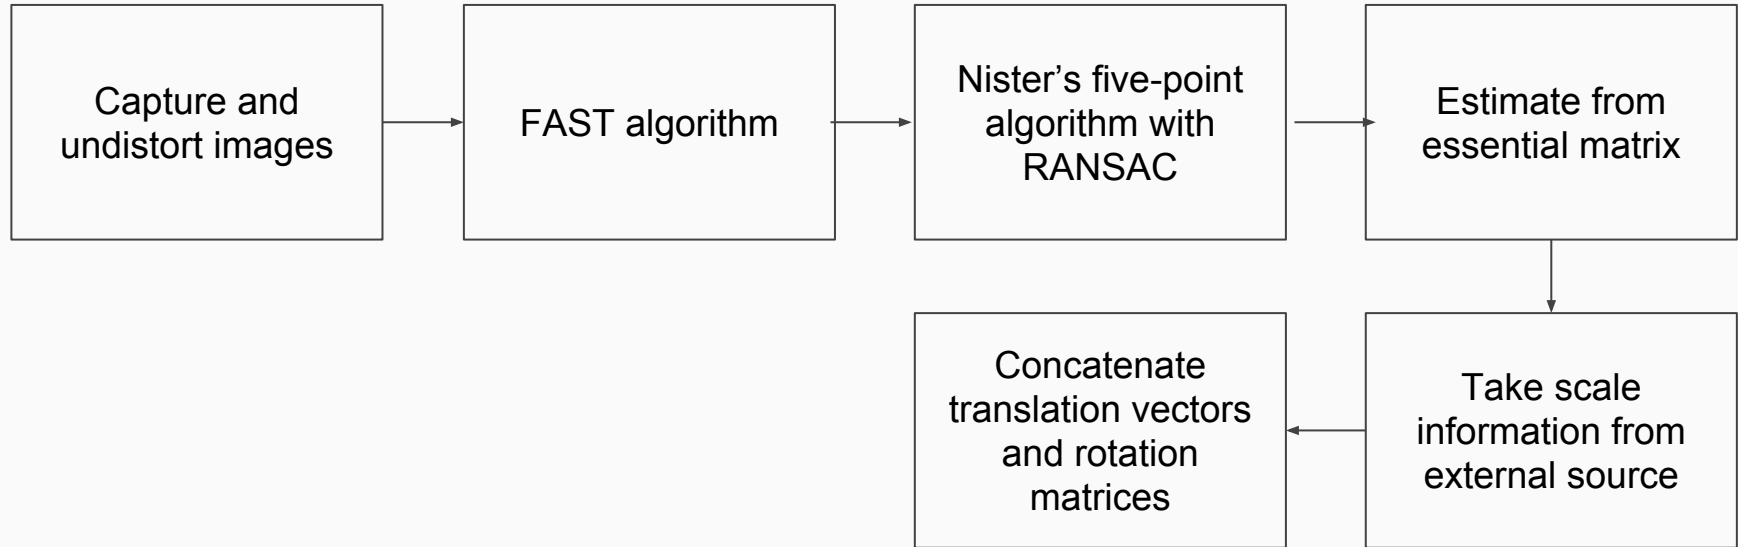 Capture and
undistort images
FAST algorithm
Nister’s five-point
algorithm with
RANSAC
Estimate from
essential matrix
Take scale
information from
external source
Concatenate
translation vectors
and rotation
matrices